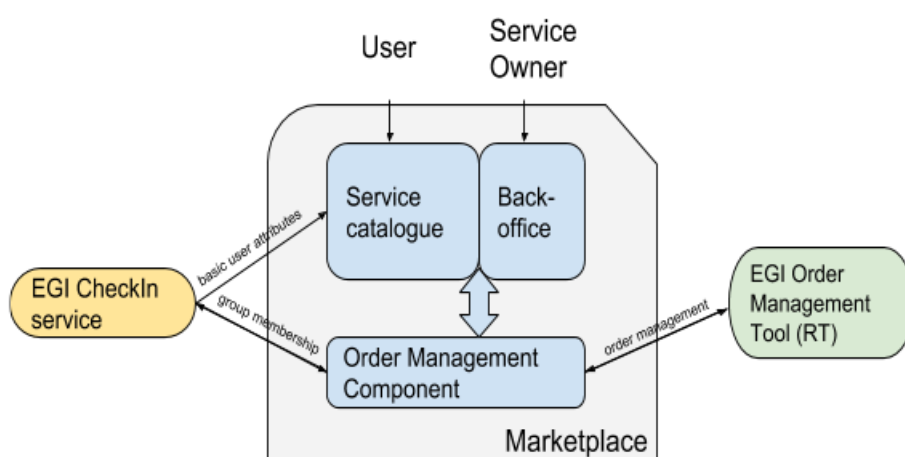 User
Service
Owner
Service
catalogue
Back-
office
basic user attributes
EGI CheckIn
service
group membership
EGI Order
Management
Tool (RT)
order management
Order Management
Component
Marketplace